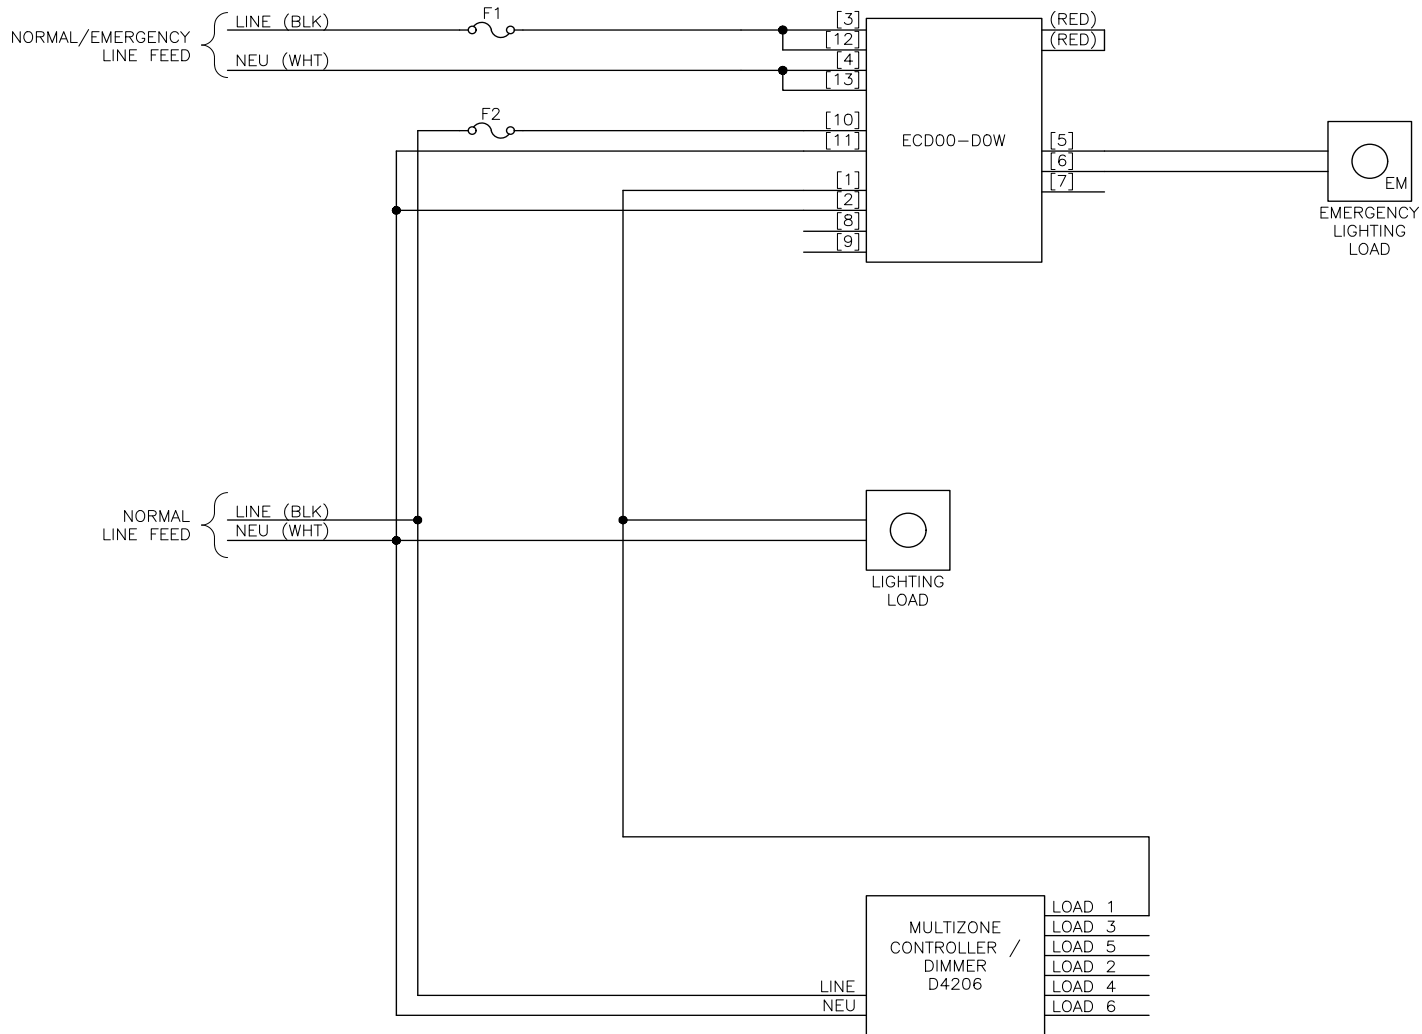 F1
LINE (BLK)
NORMAL/EMERGENCY
LINE FEED
NEU (WHT)
[3]
[12]
[4]
[13]
(RED)
(RED)
F2
[10]
[11]
ECD00-D0W
[5]
[6]
[7]
[1]
[2]
[8]
[9]
EM
EMERGENCY
LIGHTING
LOAD
NORMAL
LINE FEED
LINE (BLK)
NEU (WHT)
LIGHTING
LOAD
MULTIZONE
CONTROLLER /
DIMMER
D4206
LINE
NEU
LOAD 1
LOAD 3
LOAD 5
LOAD 2
LOAD 4
LOAD 6